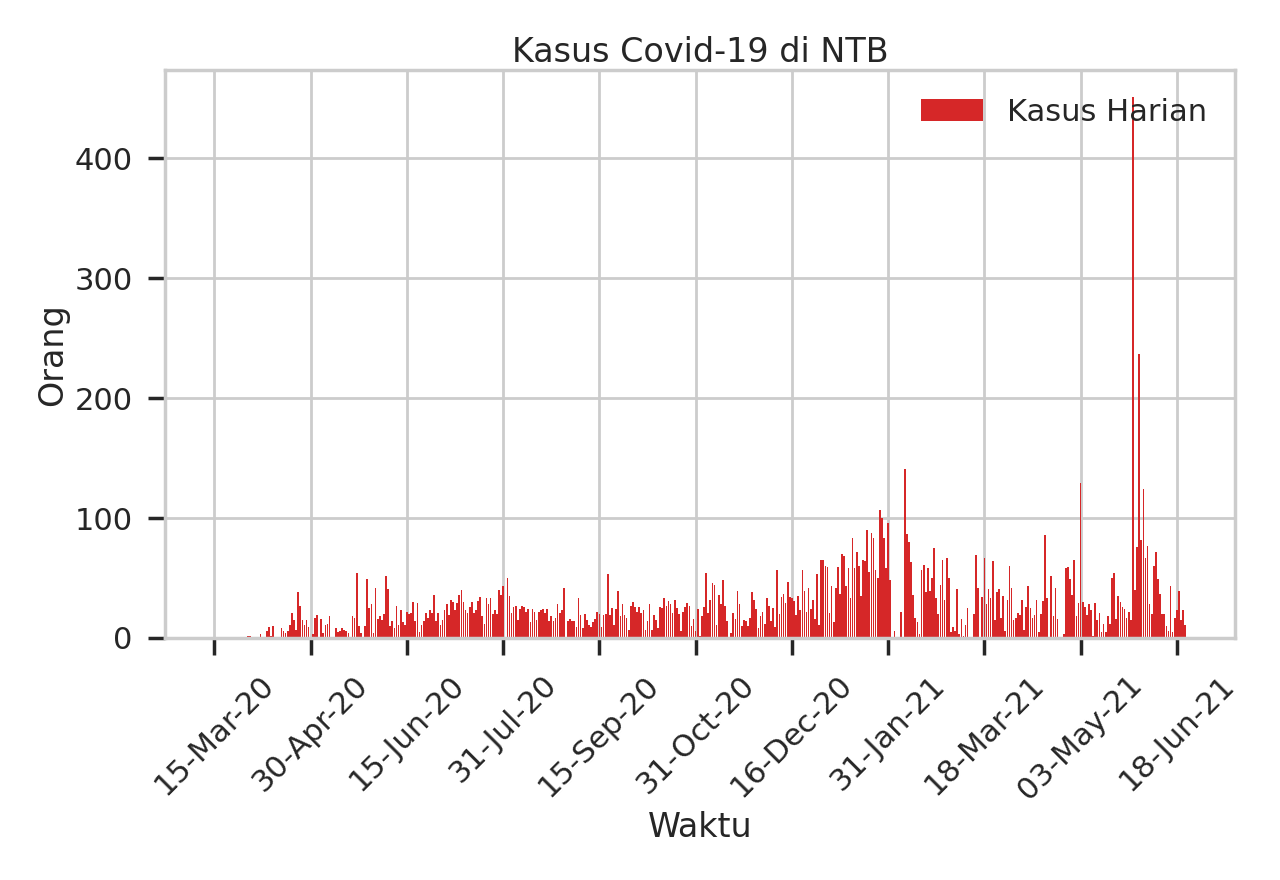 Kasus Covid-19 di NTB
Kasus Harian
Orang
400
300
200
100
0
15-Mar-20
30-Apr-20
15-Jun-20
31-Jul-20
15-Sep-20
31-Oct-20
16-Dec-20
31-Jan-21
18-Mar-21
03-May-21
18-Jun-21
Waktu